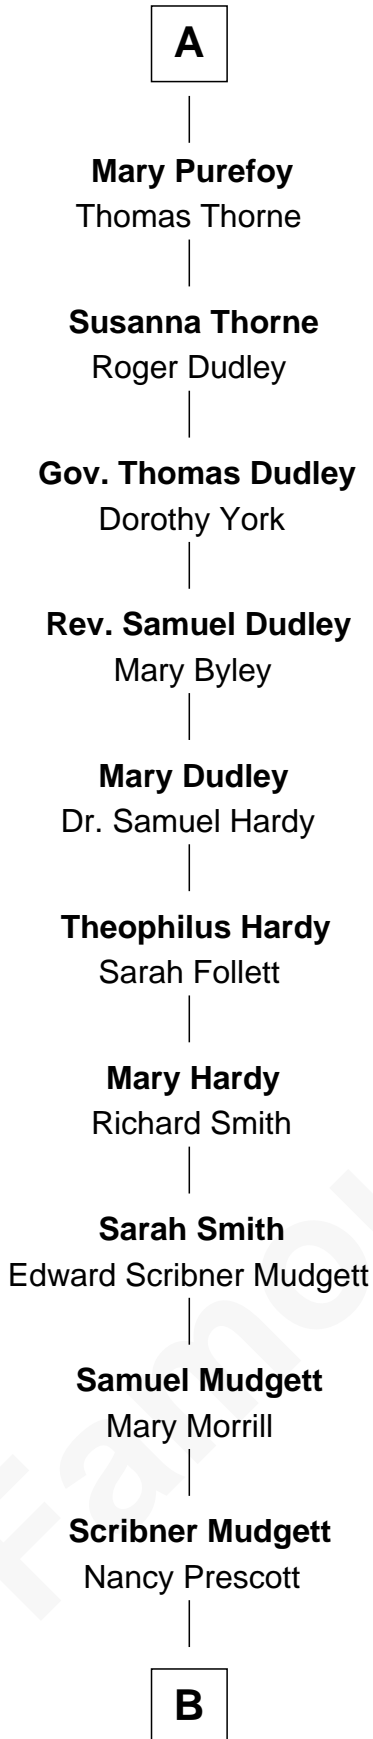 A
Mary Purefoy
Thomas Thorne
Susanna Thorne
Roger Dudley
Gov. Thomas Dudley
Dorothy York
Rev. Samuel Dudley
Mary Byley
Mary Dudley
Dr. Samuel Hardy
Theophilus Hardy
Sarah Follett
Mary Hardy
Richard Smith
Sarah Smith
Edward Scribner Mudgett
Samuel Mudgett
Mary Morrill
Scribner Mudgett
Nancy Prescott
B